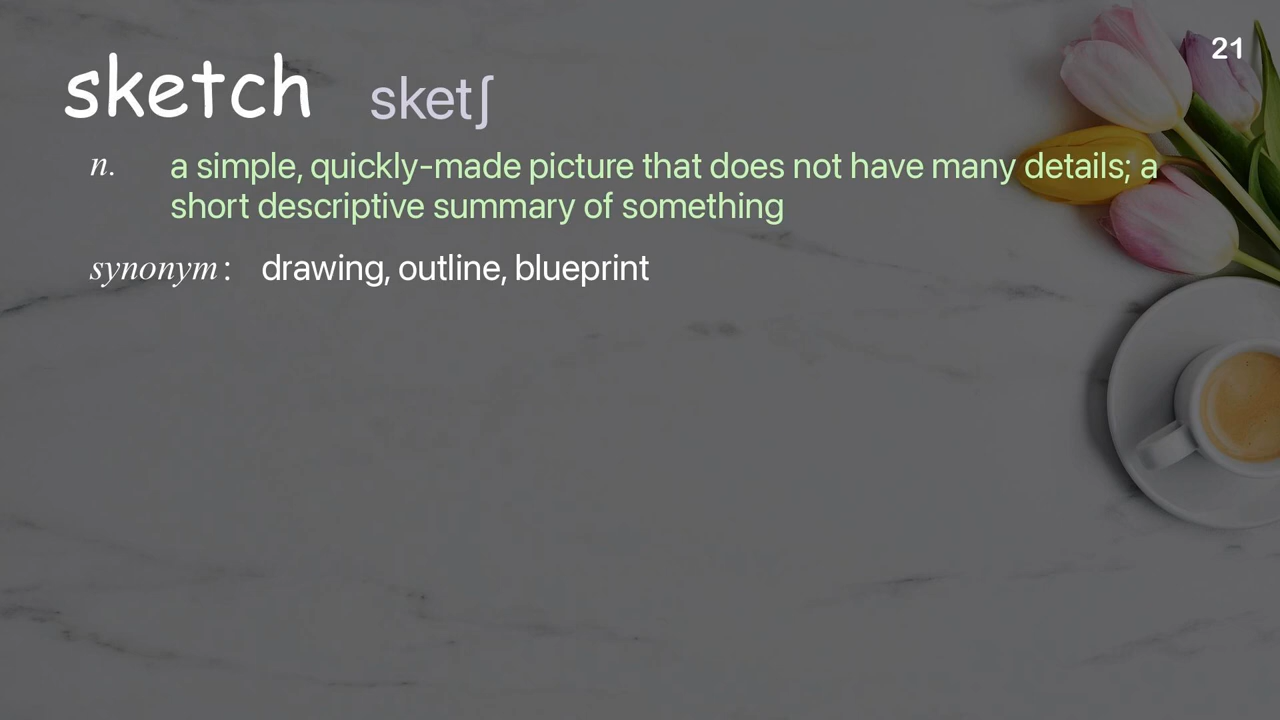 21
sketch sketʃ
n. a simple, quickly-made picture that does not have many details; a
short descriptive summary of something
synonym: drawing, outline, blueprint